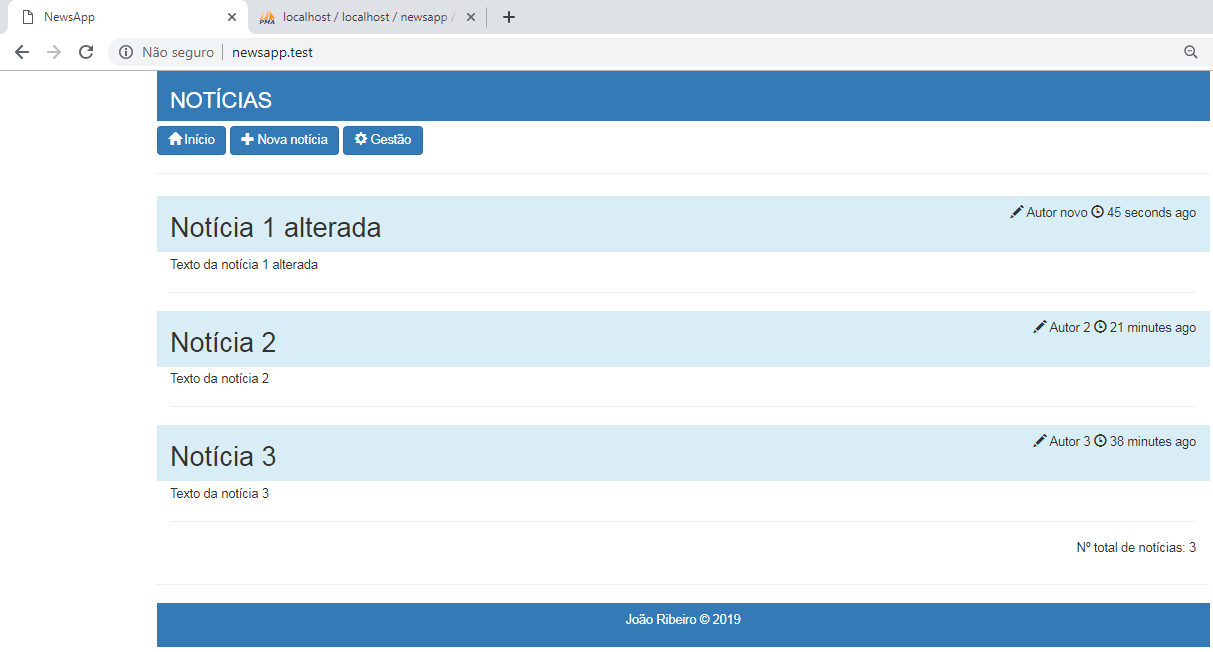 NewsApp
PMA localhost / localhost / newsapp /
Não seguro newsapp.test
NOTÍCIAS
Início Nova notícia Gestão
Notícia 1 alterada
Autor novo 45 seconds ago
Texto da notícia 1 alterada
Notícia 2
Autor 2 21 minutes ago
Texto da notícia 2
Notícia 3
Autor 3 38 minutes ago
Texto da notícia 3
Nº total de notícias: 3
João Ribeiro © 2019